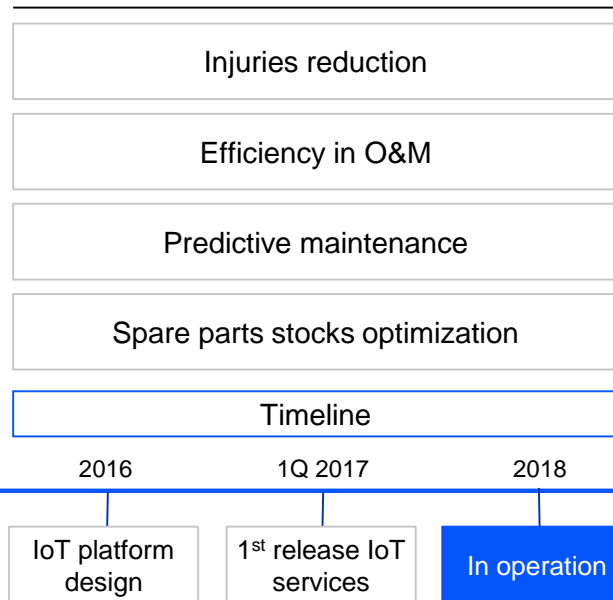 Injuries reduction
Efficiency in O&M
Predictive maintenance
Spare parts stocks optimization
Timeline
2016 1Q 2017 2018
IoT platform
design
1st release IoT
services
In operation